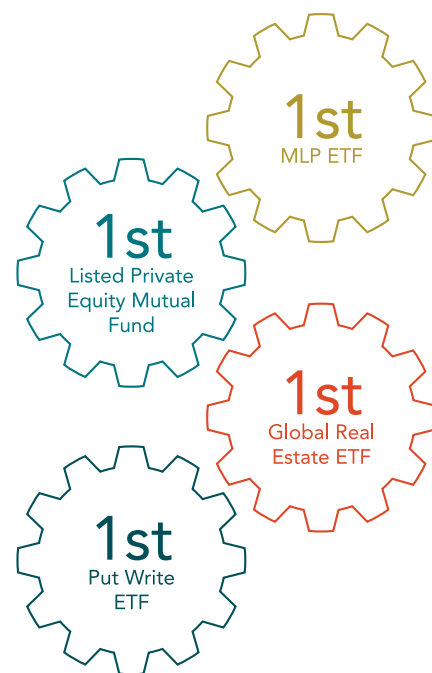 1st
MLP ETF
1st
Listed Private
Equity Mutual
Fund
1st
Global Real
Estate ETF
1st
Put Write
ETF